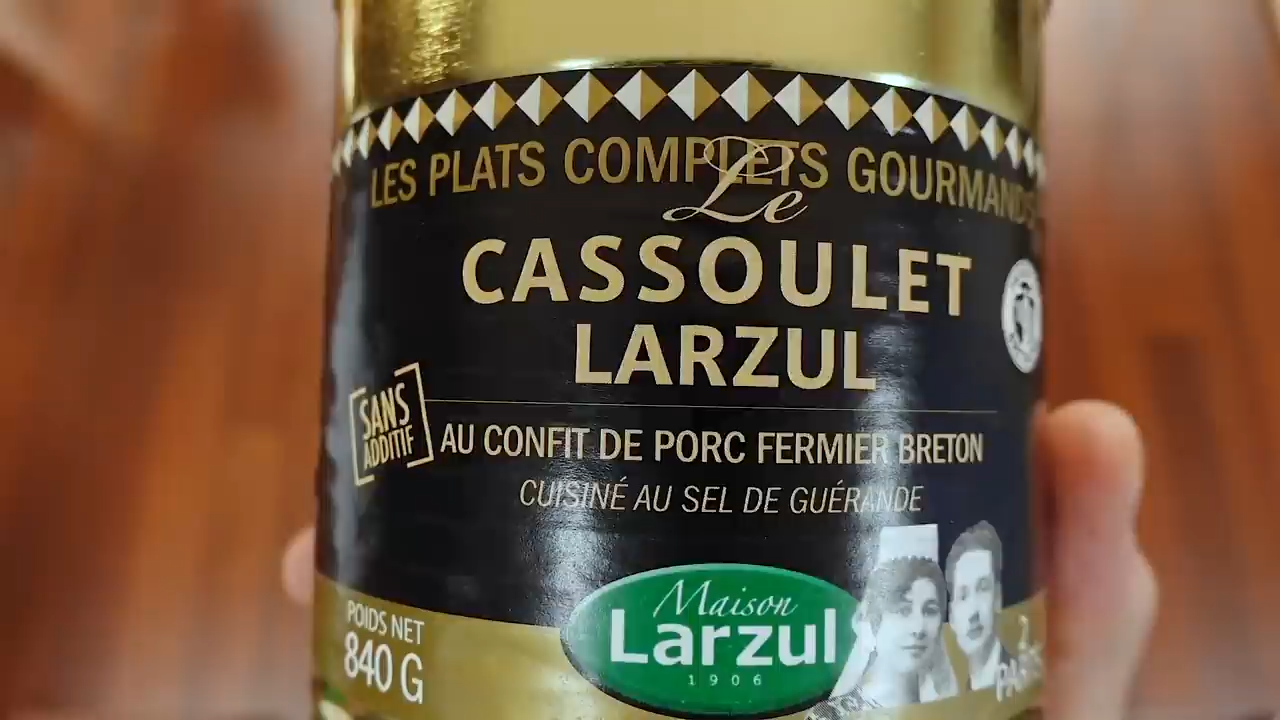 LES PLATS COMPLETS GOURMANDS
Le
CASSOULET
LARZUL
SANS
ADDITIF
AU CONFIT DE PORC FERMIER BRETON
CUISINÉ AU SEL DE GUÉRANDE
POIDS NET
840 G
Maison
Larzul
1906
2